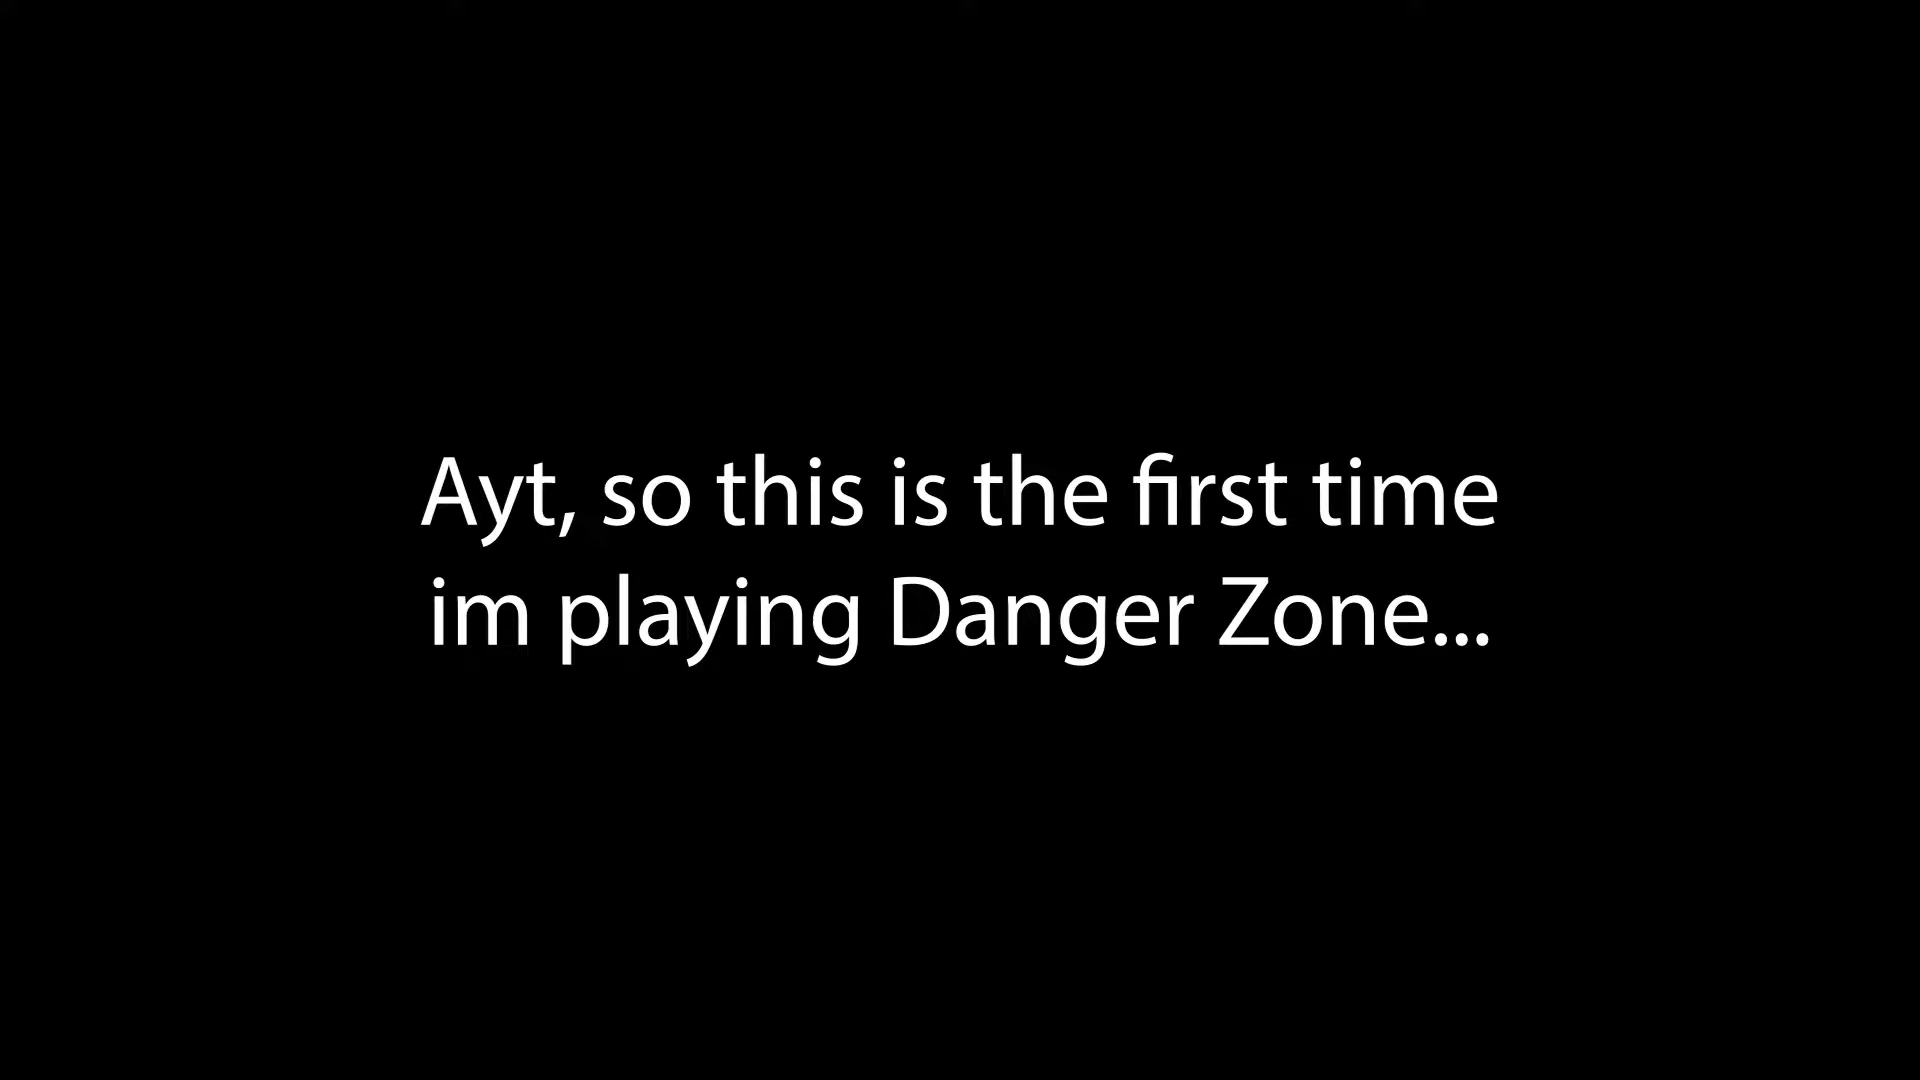 Ayt, so this is the first time
im playing Danger Zone...